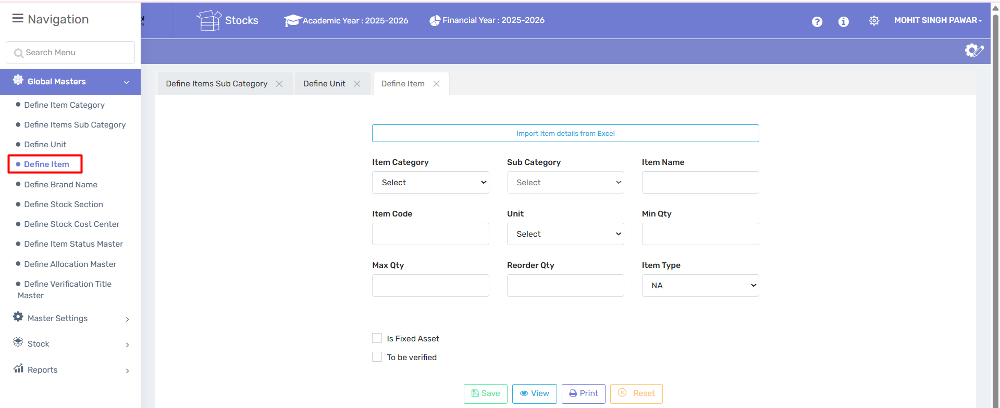 Navigation
Stocks
Academic Year : 2025-2026
Financial Year : 2025-2026
MOHIT SINGH PAWAR
Search Menu
Global Masters
Define Item Category
Define Items Sub Category
Define Unit
Define Item
Define Brand Name
Define Stock Section
Define Stock Cost Center
Define Item Status Master
Define Allocation Master
Define Verification Title
Master
Master Settings
Stock
Reports
Define Items Sub Category
Define Unit
Define Item
Import Item details from Excel
Item Category
Sub Category
Item Name
Select
Select
Item Code
Unit
Min Qty
Select
Max Qty
Reorder Qty
Item Type
NA
Is Fixed Asset
To be verified
Save
View
Print
Reset